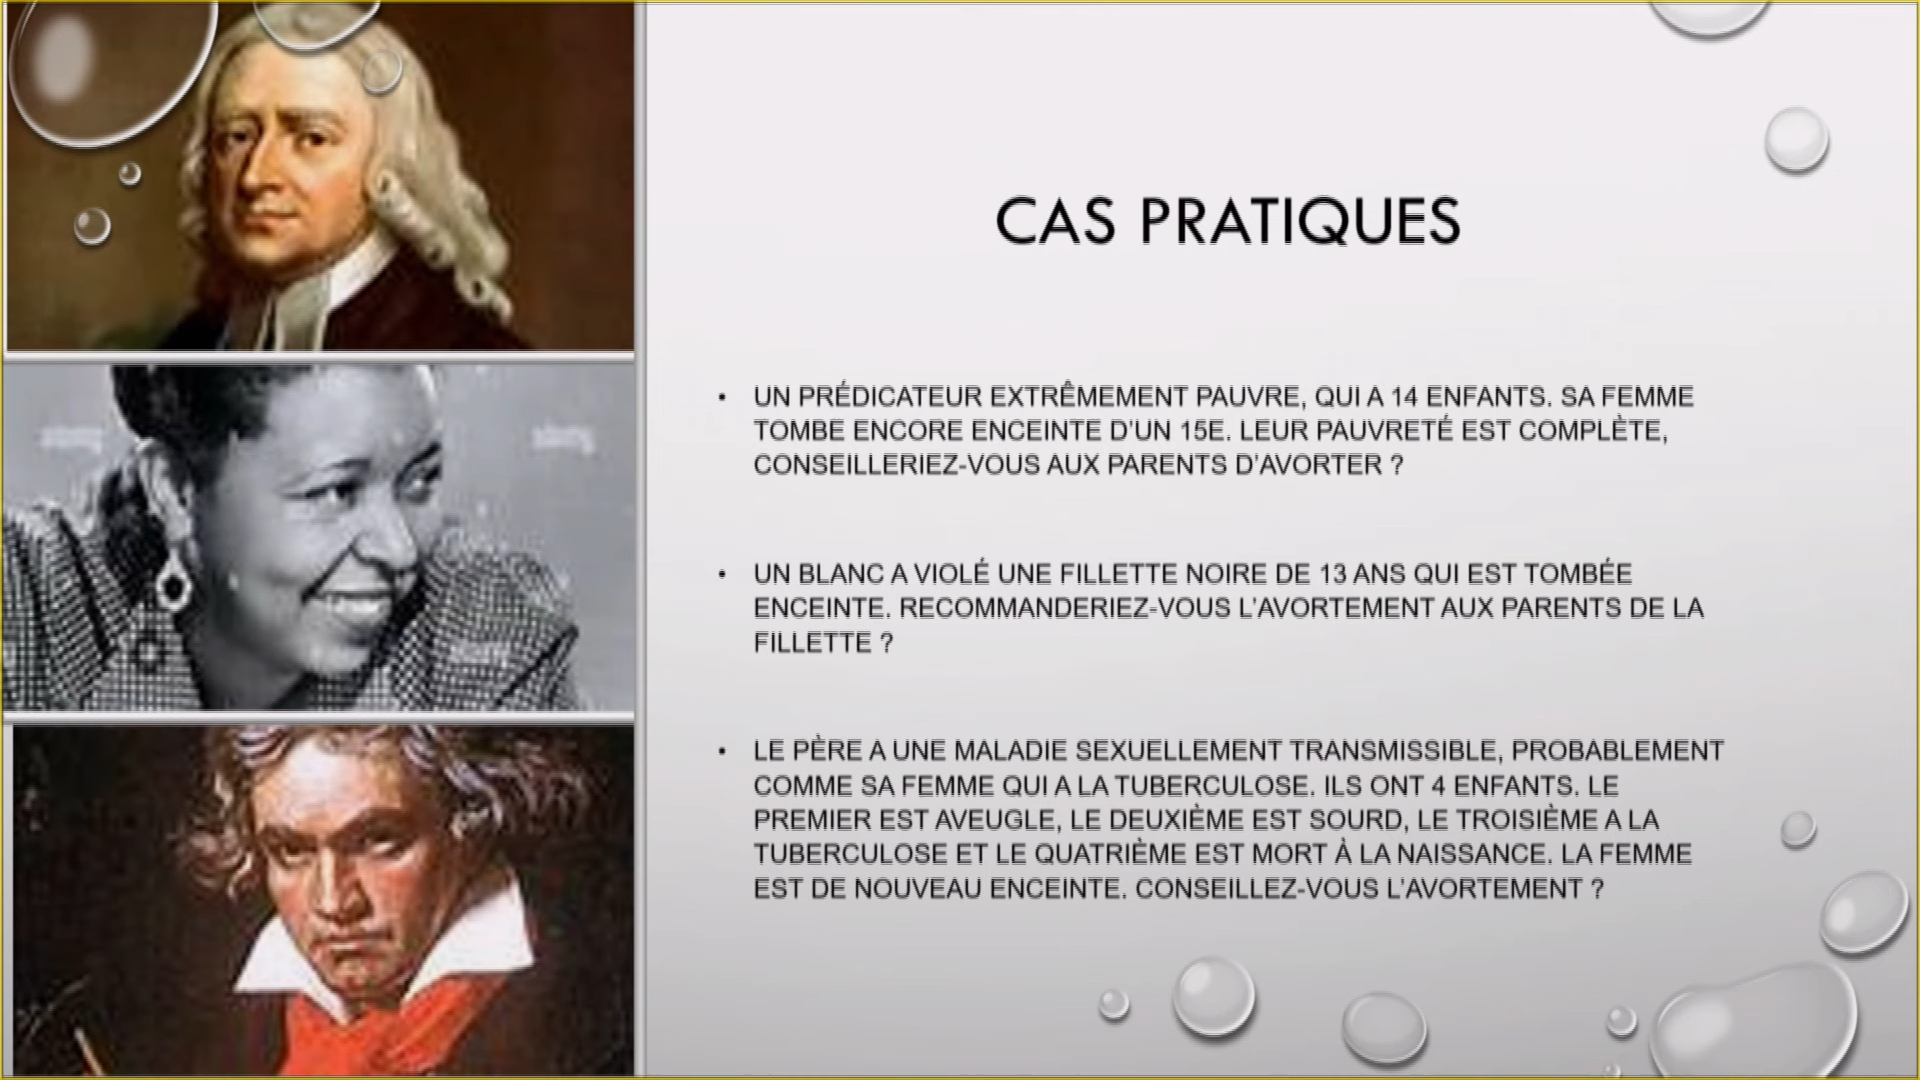 CAS PRATIQUES
• UN PRÉDICATEUR EXTRÊMEMENT PAUVRE, QUI A 14 ENFANTS. SA FEMME
TOMBE ENCORE ENCEINTE D'UN 15E. LEUR PAUVRETÉ EST COMPLÈTE,
CONSEILLERIEZ-VOUS AUX PARENTS D'AVORTER ?
• UN BLANC A VIOLÉ UNE FILLETTE NOIRE DE 13 ANS QUI EST TOMBÉE
ENCEINTE. RECOMMANDERIEZ-VOUS L'AVORTEMENT AUX PARENTS DE LA
FILLETTE ?
• LE PÈRE A UNE MALADIE SEXUELLEMENT TRANSMISSIBLE, PROBABLEMENT
COMME SA FEMME QUI A LA TUBERCULOSE. ILS ONT 4 ENFANTS. LE
PREMIER EST AVEUGLE, LE DEUXIÈME EST SOURD, LE TROISIÈME A LA
TUBERCULOSE ET LE QUATRIÈME EST MORT À LA NAISSANCE. LA FEMME
EST DE NOUVEAU ENCEINTE. CONSEILLEZ-VOUS L'AVORTEMENT ?